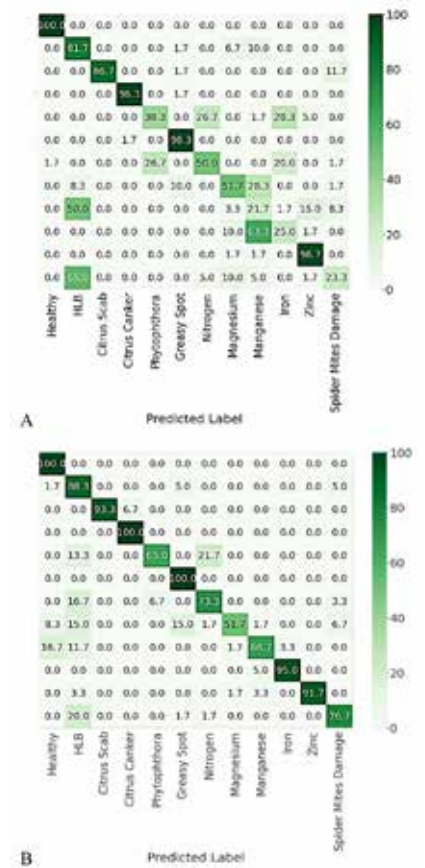 100.0 0.0 0.0 0.0 0.0 0.0 0.0 0.0 0.0 0.0 0.0 0.0
0.0 81.7 0.0 0.0 0.0 1.7 0.0 6.7 10.0 0.0 0.0 0.0
0.0 0.0 86.7 0.0 0.0 1.7 0.0 0.0 0.0 0.0 0.0 11.7
0.0 0.0 0.0 98.3 0.0 1.7 0.0 0.0 0.0 0.0 0.0 0.0
0.0 0.0 0.0 0.0 38.3 0.0 26.7 0.0 1.7 28.3 5.0 0.0
0.0 0.0 0.0 1.7 0.0 98.3 0.0 0.0 0.0 0.0 0.0 0.0
1.7 0.0 0.0 0.0 26.7 0.0 50.0 0.0 0.0 20.0 0.0 1.7
0.0 8.3 0.0 0.0 0.0 10.0 0.0 51.7 28.3 0.0 0.0 1.7
0.0 50.0 0.0 0.0 0.0 0.0 0.0 3.3 21.7 1.7 15.0 8.3
0.0 0.0 0.0 0.0 0.0 0.0 0.0 10.0 63.3 25.0 1.7 0.0
0.0 0.0 0.0 0.0 0.0 0.0 0.0 1.7 1.7 0.0 96.7 0.0
0.0 55.0 0.0 0.0 0.0 0.0 5.0 10.0 5.0 0.0 1.7 23.3
100
80
60
40
20
0
Healthy
HLB
Citrus Scab
Citrus Canker
Phytophthora
Greasy Spot
Nitrogen
Magnesium
Manganese
Iron
Zinc
Spider Mites Damage
Predicted Label
A
100.0 0.0 0.0 0.0 0.0 0.0 0.0 0.0 0.0 0.0 0.0 0.0
1.7 88.3 0.0 0.0 0.0 5.0 0.0 0.0 0.0 0.0 0.0 5.0
0.0 0.0 93.3 6.7 0.0 0.0 0.0 0.0 0.0 0.0 0.0 0.0
0.0 0.0 0.0 100.0 0.0 0.0 0.0 0.0 0.0 0.0 0.0 0.0
0.0 13.3 0.0 0.0 65.0 0.0 21.7 0.0 0.0 0.0 0.0 0.0
0.0 0.0 0.0 0.0 0.0 100.0 0.0 0.0 0.0 0.0 0.0 0.0
0.0 16.7 0.0 0.0 6.7 0.0 73.3 0.0 0.0 0.0 0.0 3.3
8.3 15.0 0.0 0.0 0.0 15.0 1.7 51.7 1.7 0.0 0.0 6.7
16.7 11.7 0.0 0.0 0.0 0.0 0.0 1.7 66.7 3.3 0.0 0.0
0.0 0.0 0.0 0.0 0.0 0.0 0.0 0.0 5.0 95.0 0.0 0.0
0.0 3.3 0.0 0.0 0.0 0.0 0.0 1.7 3.3 0.0 91.7 0.0
0.0 20.0 0.0 0.0 0.0 1.7 1.7 0.0 0.0 0.0 0.0 76.7
100
80
60
40
20
0
Healthy
HLB
Citrus Scab
Citrus Canker
Phytophthora
Greasy Spot
Nitrogen
Magnesium
Manganese
Iron
Zinc
Spider Mites Damage
Predicted Label
B